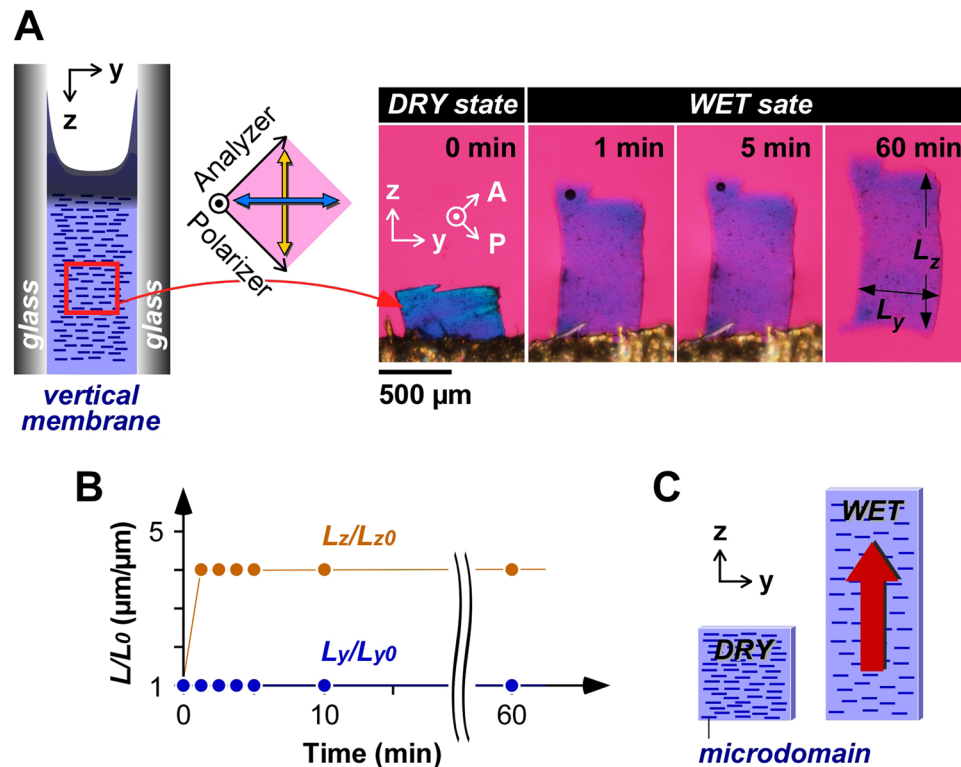 A
y
z
glass
glass
vertical
membrane
Analyzer
Polarizer
DRY state
WET sate
0 min
1 min
5 min
60 min
z
y
A
P
Lz
Ly
500 µm
B
L/L0 (µm/µm)
5
1
Lz/Lz0
Ly/Ly0
0
10
60
Time (min)
C
z
y
DRY
WET
microdomain